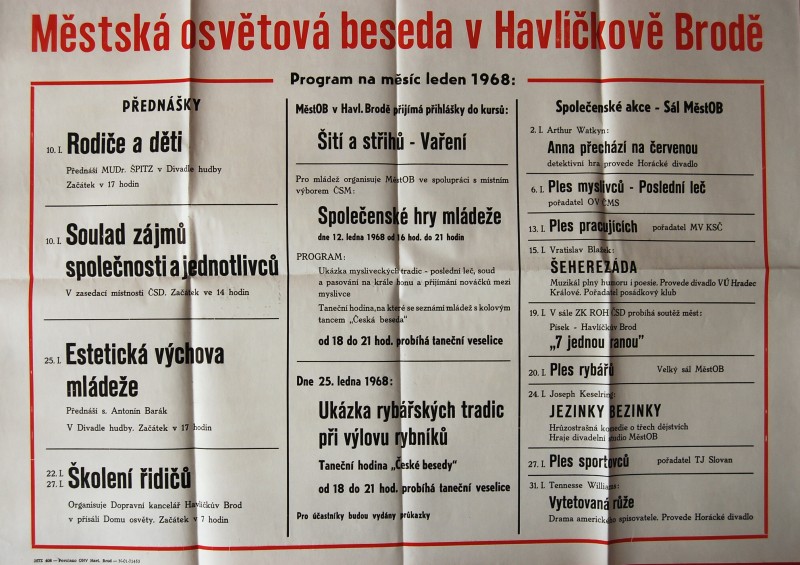 Městská osvětová beseda v Havlíčkově Brodě
Program na měsíc leden 1968:
PŘEDNÁŠKY
10. I. Rodiče a děti
Přednáší MUDr. ŠPITZ v Divadle hudby
Začátek v 17 hodin
10. I. Soulad zájmů
společnosti a jednotlivců
V zasedací místnosti ČSD. Začátek ve 14 hodin
25. I. Estetická výchova
mládeže
Přednáší s. Antonín Barák
V Divadle hudby. Začátek v 17 hodin
22. I.
27. I. Školení řidičů
Organisuje Dopravní kancelář Havlíčkův Brod
v přísálí Domu osvěty. Začátek v 7 hodin
MěstOB v Havl. Brodě přijímá přihlášky do kursů:
Šití a střihů - Vaření
Pro mládež organisuje MěstOB ve spolupráci s místním
výborem ČSM:
Společenské hry mládeže
dne 12. ledna 1968 od 16 hod. do 21 hodin
PROGRAM:
Ukázka mysliveckých tradic - poslední leč, soud
a pasování na krále honu a přijímání nováčků mezi
myslivce
Taneční hodina, na které se seznámí mládež s kolovým
tancem „Česká beseda"
od 18 do 21 hod. probíhá taneční veselice
Dne 25. ledna 1968:
Ukázka rybářských tradic
při výlovu rybníků
Taneční hodina „České besedy"
od 18 do 21 hod. probíhá taneční veselice
Pro účastníky budou vydány průkazky
Společenské akce - Sál MěstOB
2. I. Arthur Watkyn:
Anna přechází na červenou
detektivní hra provede Horácké divadlo
6. I. Ples myslivců - Poslední leč
pořadatel OV ČMS
13. I. Ples pracujících pořadatel MV KSČ
15. I. Vratislav Blažek:
ŠEHEREZÁDA
Muzikál plný humoru i poesie. Provede divadlo VÚ Hradec
Králové. Pořadatel posádkový klub
19. I. V sále ZK ROH ČSD probíhá soutěž měst:
Písek - Havlíčkův Brod
„7 jednou ranou"
20. I. Ples rybářů Velký sál MěstOB
24. I. Joseph Keselring:
JEZINKY BEZINKY
Hrůzostrašná komedie o třech dějstvích
Hraje divadelní studio MěstOB
27. I. Ples sportovců pořadatel TJ Slovan
31. I. Tennesse Williams:
Vytetovaná růže
Drama amerického spisovatele. Provede Horácké divadlo